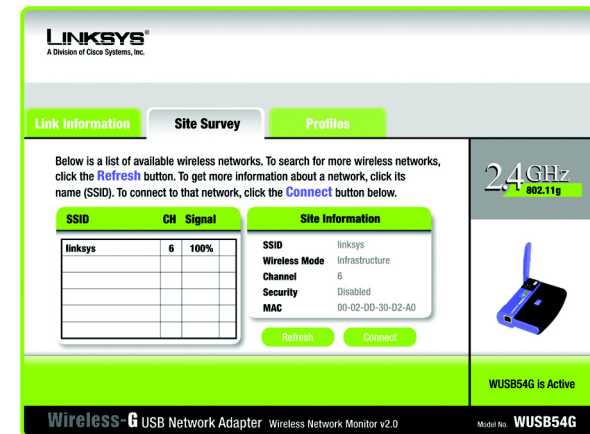 LINKSYS®
A Division of Cisco Systems, Inc.
Link Information
Site Survey
Profiles
Below is a list of available wireless networks. To search for more wireless networks,
click the Refresh button. To get more information about a network, click its
name (SSID). To connect to that network, click the Connect button below.
SSID CH Signal
linksys 6 100%
Site Information
SSID linksys
Wireless Mode Infrastructure
Channel 6
Security Disabled
MAC 00-02-DD-30-D2-A0
Refresh
Connect
2.4GHz
802.11g
WUSB54G is Active
Wireless-G USB Network Adapter Wireless Network Monitor v2.0
Model No. WUSB54G